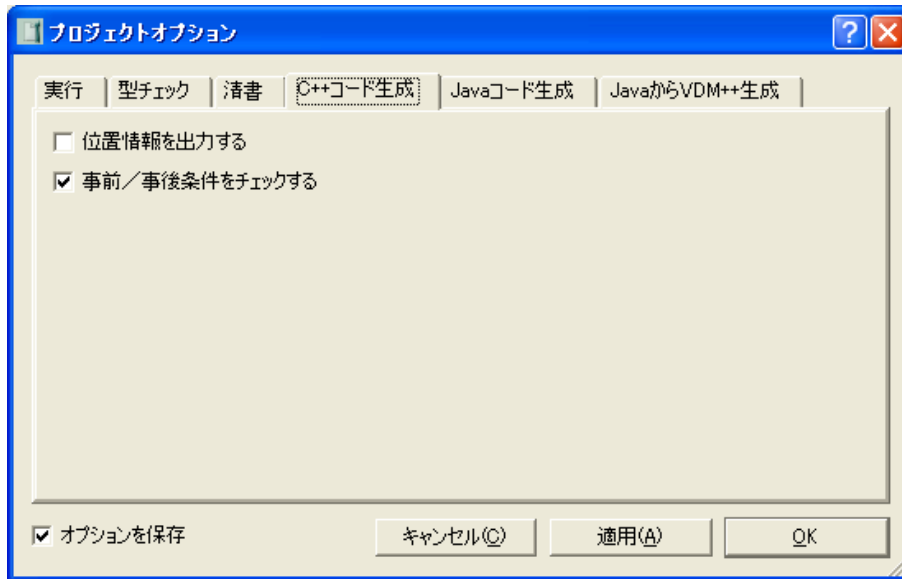 プロジェクトオプション
実行 型チェック 清書 C++コード生成 Javaコード生成 JavaからVDM++生成
位置情報を出力する
事前／事後条件をチェックする
オプションを保存 キャンセル(C) 適用(A) OK